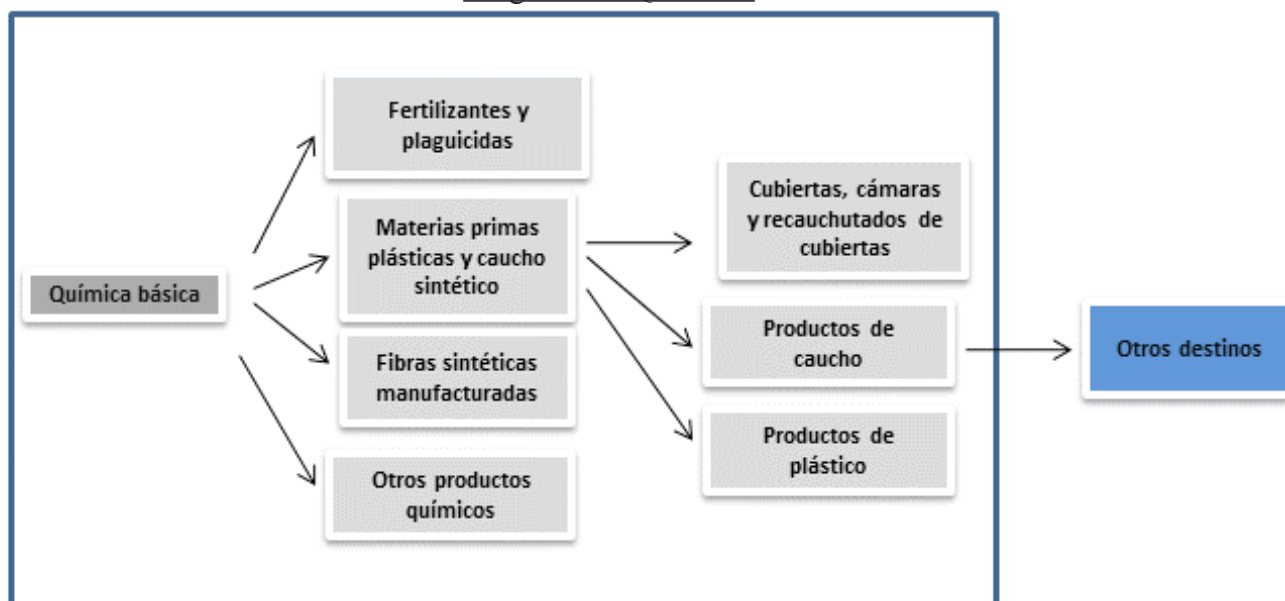 Fertilizantes y
plaguicidas
Materias primas
plásticas y caucho
sintético
Química básica
Fibras sintéticas
manufacturadas
Otros productos
químicos
Cubiertas, cámaras
y recauchutados de
cubiertas
Productos de
caucho
Productos de
plástico
Otros destinos